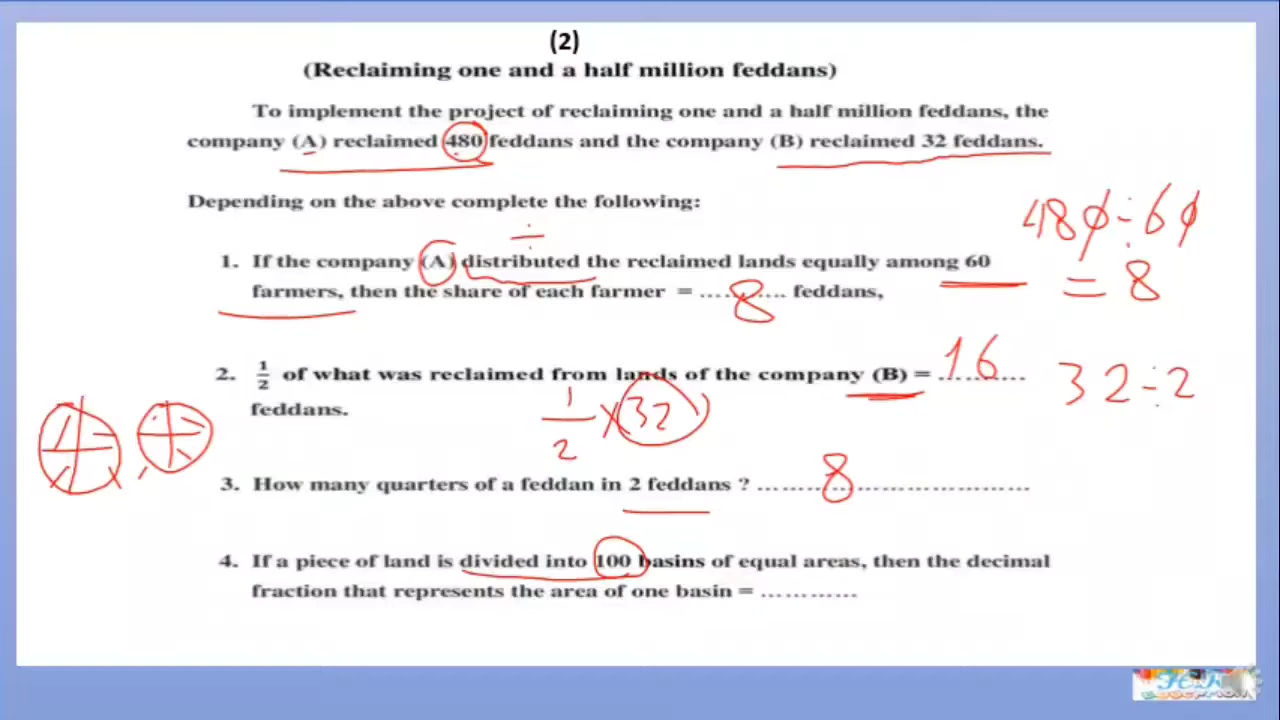 (2)
(Reclaiming one and a half million feddans)
To implement the project of reclaiming one and a half million feddans, the
company (A) reclaimed 480 feddans and the company (B) reclaimed 32 feddans.
Depending on the above complete the following:
480 ÷ 60
÷
1. If the company (A) distributed the reclaimed lands equally among 60
farmers, then the share of each farmer = ....8.... feddans,
= 8
2. 1/2 of what was reclaimed from lands of the company (B) = ...16...
feddans.
32 ÷ 2
1/2 × 32
3. How many quarters of a feddan in 2 feddans ? ........8..............................
4. If a piece of land is divided into 100 basins of equal areas, then the decimal
fraction that represents the area of one basin = ............